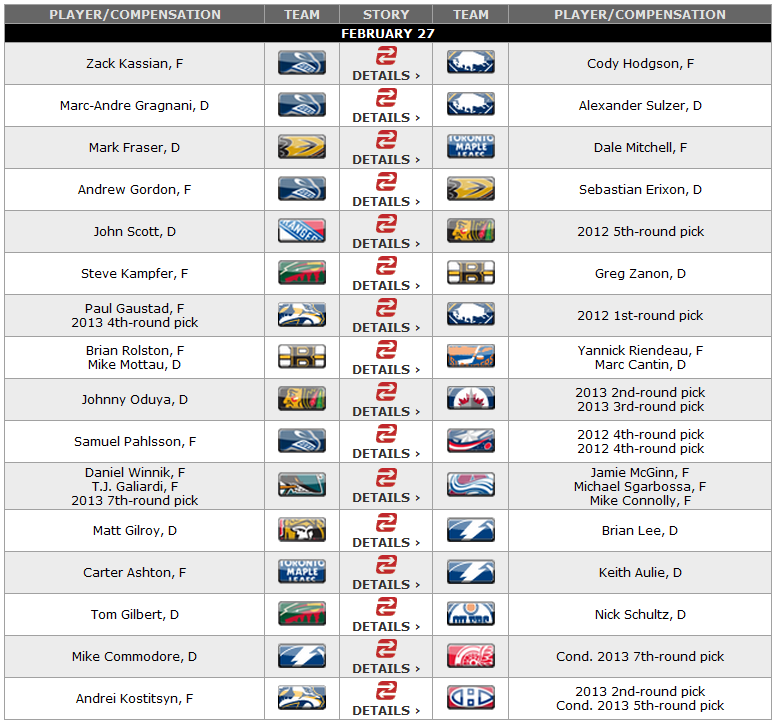 PLAYER/COMPENSATION TEAM STORY TEAM PLAYER/COMPENSATION
FEBRUARY 27
Zack Kassian, F DETAILS › Cody Hodgson, F
Marc-Andre Gragnani, D DETAILS › Alexander Sulzer, D
Mark Fraser, D DETAILS › TORONTO MAPLE LEAFS Dale Mitchell, F
Andrew Gordon, F DETAILS › Sebastian Erixon, D
John Scott, D RANGERS DETAILS › 2012 5th-round pick
Steve Kampfer, F DETAILS › Greg Zanon, D
Paul Gaustad, F
2013 4th-round pick DETAILS › 2012 1st-round pick
Brian Rolston, F
Mike Mottau, D B DETAILS › Yannick Riendeau, F
Marc Cantin, D
Johnny Oduya, D DETAILS › 2013 2nd-round pick
2013 3rd-round pick
Samuel Pahlsson, F DETAILS › 2012 4th-round pick
2012 4th-round pick
Daniel Winnik, F
T.J. Galiardi, F
2013 7th-round pick DETAILS › Jamie McGinn, F
Michael Sgarbossa, F
Mike Connolly, F
Matt Gilroy, D DETAILS › Brian Lee, D
Carter Ashton, F TORONTO MAPLE LEAFS DETAILS › Keith Aulie, D
Tom Gilbert, D DETAILS › Nick Schultz, D
Mike Commodore, D DETAILS › Cond. 2013 7th-round pick
Andrei Kostitsyn, F DETAILS › 2013 2nd-round pick
Cond. 2013 5th-round pick